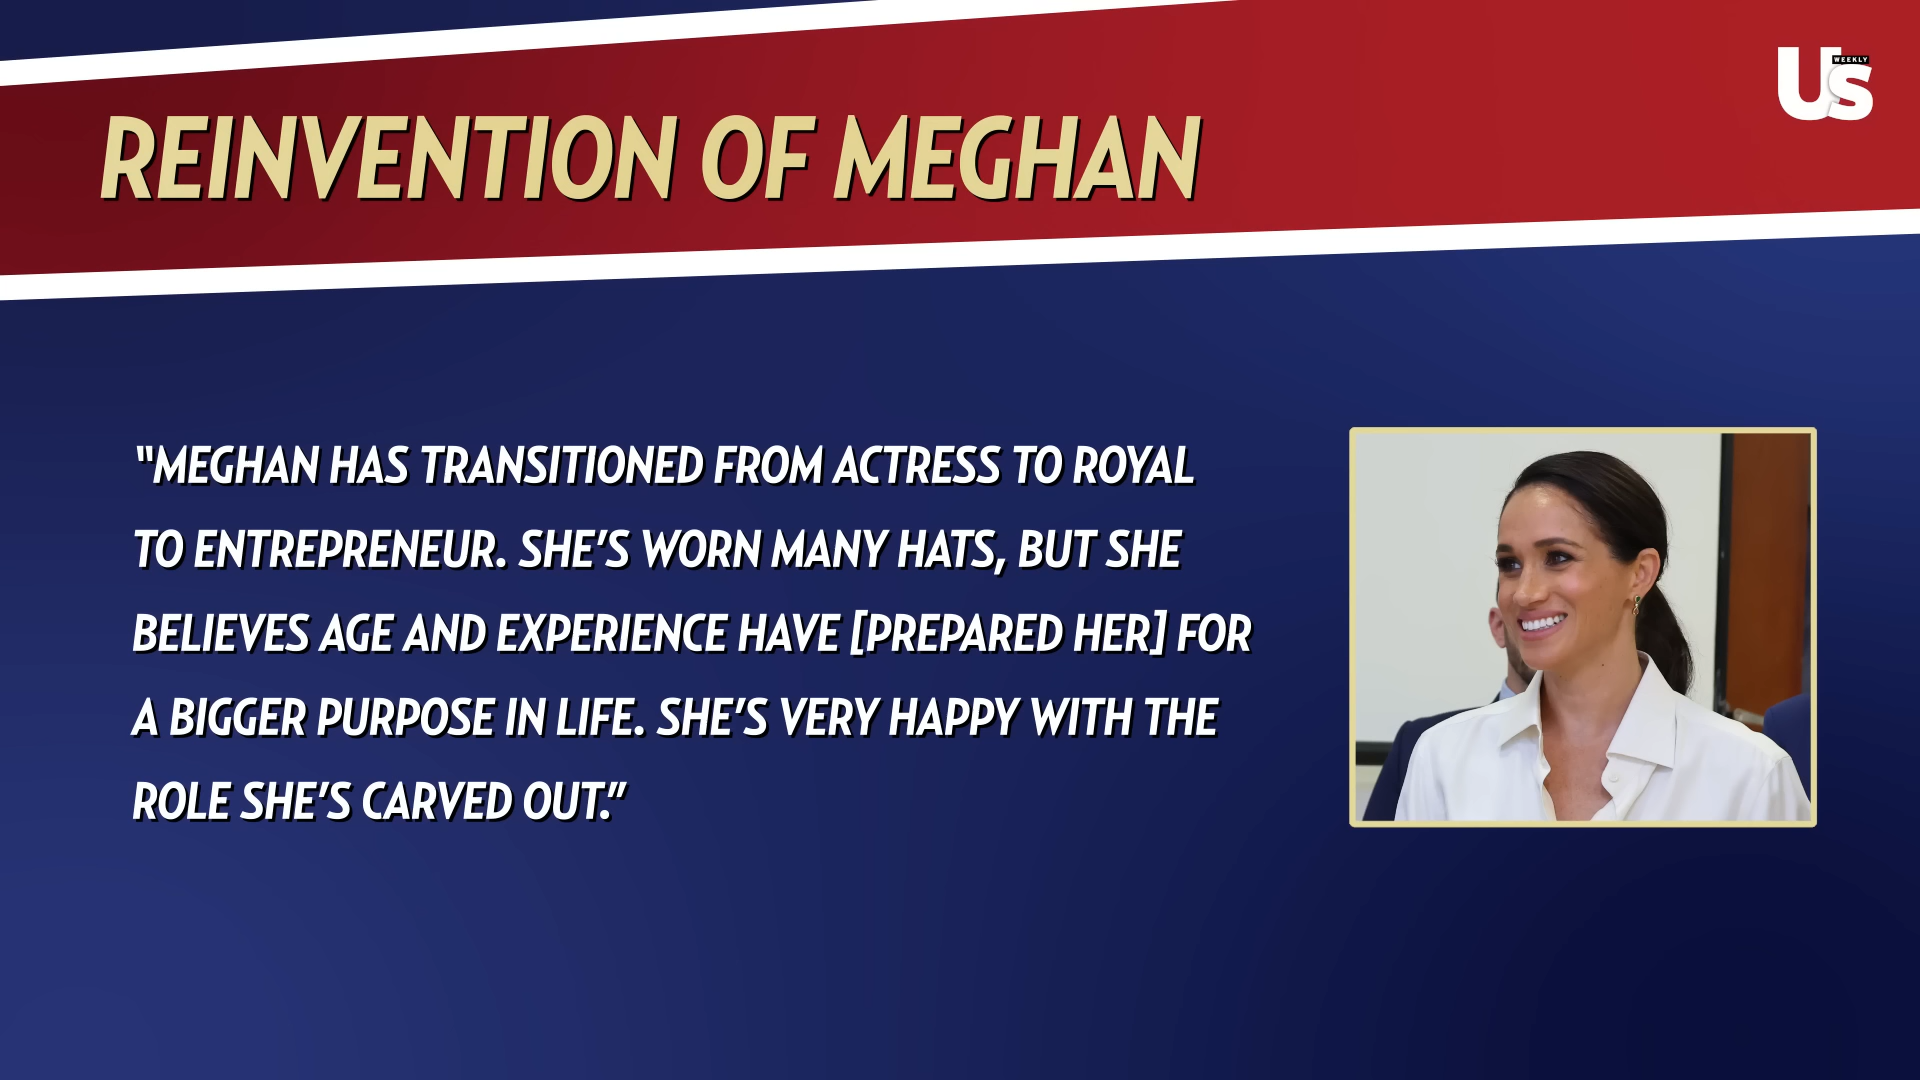 Us
WEEKLY
REINVENTION OF MEGHAN
“MEGHAN HAS TRANSITIONED FROM ACTRESS TO ROYAL
TO ENTREPRENEUR. SHE’S WORN MANY HATS, BUT SHE
BELIEVES AGE AND EXPERIENCE HAVE [PREPARED HER] FOR
A BIGGER PURPOSE IN LIFE. SHE’S VERY HAPPY WITH THE
ROLE SHE’S CARVED OUT.”